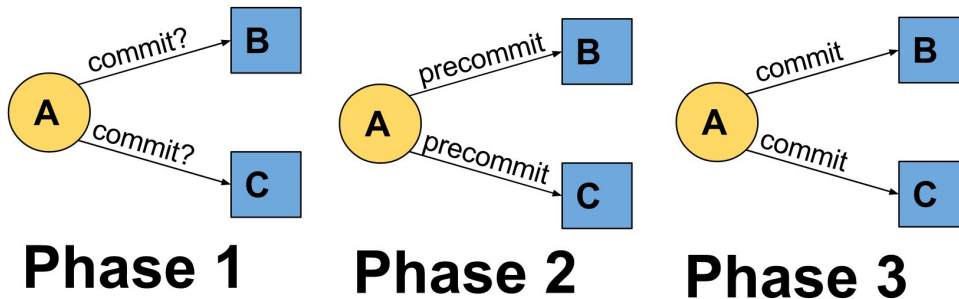 commit?
B
A
commit?
C
Phase 1
precommit
B
A
precommit
C
Phase 2
commit
B
A
commit
C
Phase 3